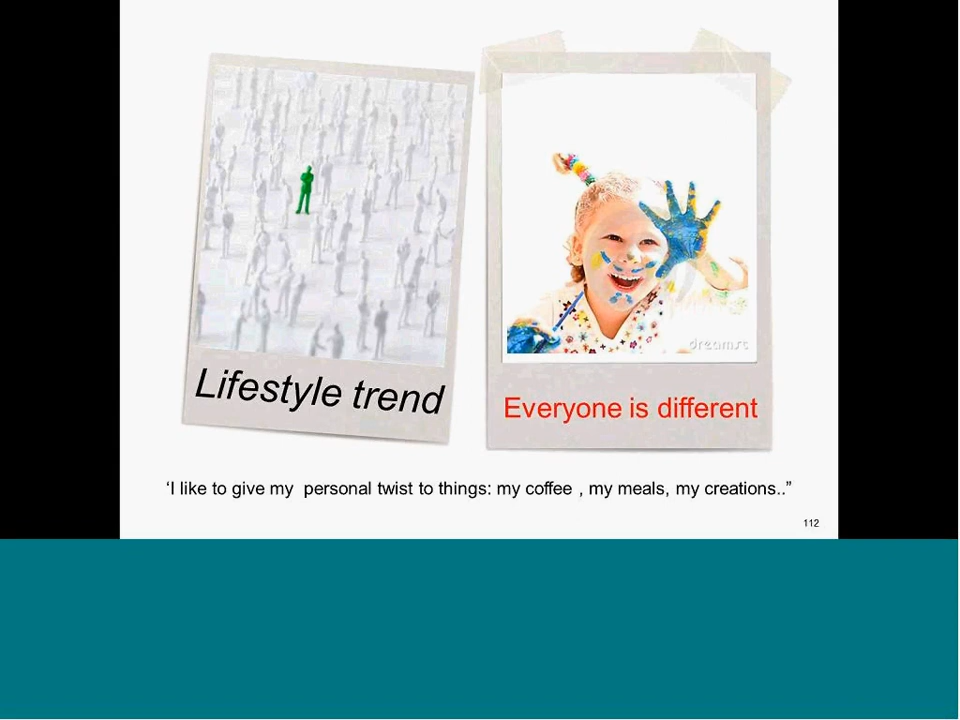 Lifestyle trend
dreamst
Everyone is different
‘I like to give my  personal twist to things: my coffee , my meals, my creations..”
112